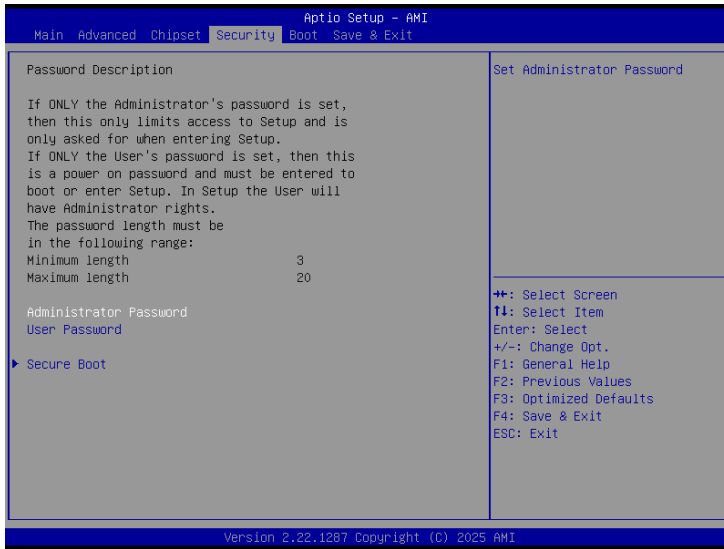 Aptio Setup – AMI
Main Advanced Chipset Security Boot Save & Exit
Password Description
If ONLY the Administrator's password is set,
then this only limits access to Setup and is
only asked for when entering Setup.
If ONLY the User's password is set, then this
is a power on password and must be entered to
boot or enter Setup. In Setup the User will
have Administrator rights.
The password length must be
in the following range:
Minimum length 3
Maximum length 20
Administrator Password
User Password
Secure Boot
Set Administrator Password
→←: Select Screen
↑↓: Select Item
Enter: Select
+/-: Change Opt.
F1: General Help
F2: Previous Values
F3: Optimized Defaults
F4: Save & Exit
ESC: Exit
Version 2.22.1287 Copyright (C) 2025 AMI